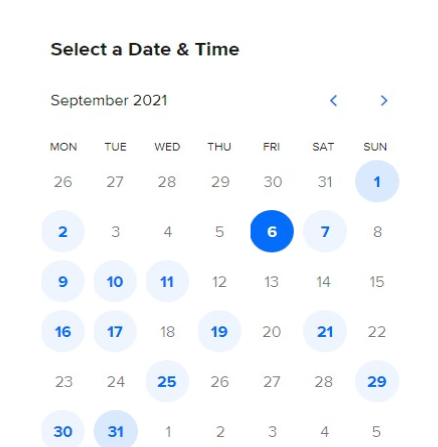 Select a Date & Time
September 2021
MON TUE WED THU FRI SAT SUN
26 27 28 29 30 31 1
2 3 4 5 6 7 8
9 10 11 12 13 14 15
16 17 18 19 20 21 22
23 24 25 26 27 28 29
30 31 1 2 3 4 5